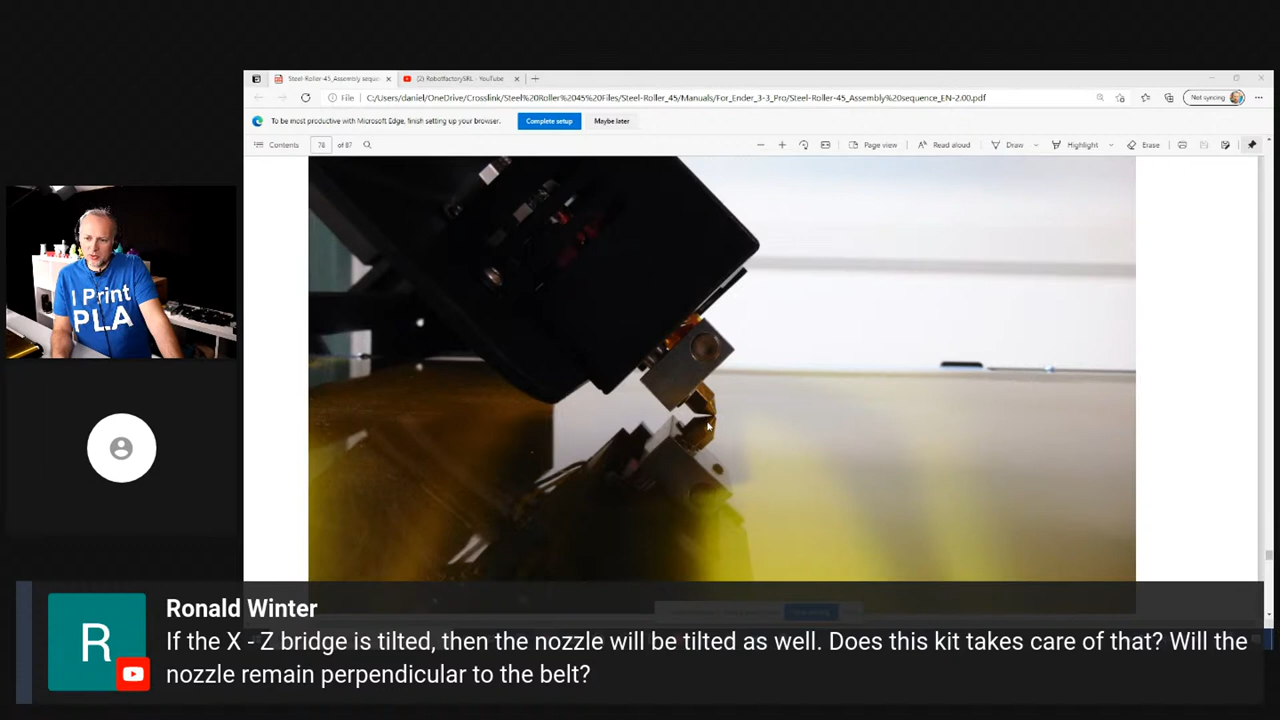 Steel-Roller-45_Assembly seque
(2) RobotfactorySRL - YouTube
File
C:/Users/daniel/OneDrive/Crosslink/Steel%20Roller%2045%20Files/Steel-Roller_45/Manuals/For_Ender_3-3_Pro/Steel-Roller-45_Assembly%20sequence_EN-2.00.pdf
Not syncing
To be most productive with Microsoft Edge, finish setting up your browser.
Complete setup
Maybe later
Contents
78 of 87
Page view
Read aloud
Draw
Highlight
Erase
I Print
PLA
R
Ronald Winter
If the X - Z bridge is tilted, then the nozzle will be tilted as well. Does this kit takes care of that? Will the
nozzle remain perpendicular to the belt?